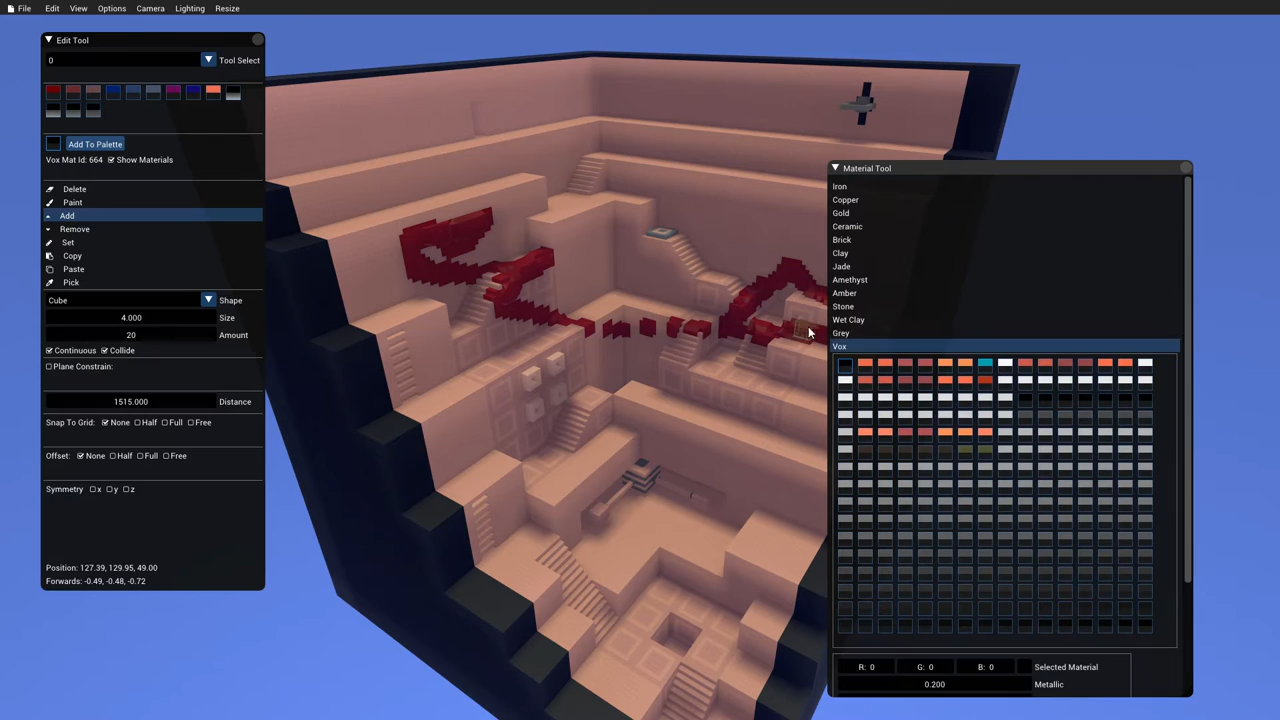 File Edit View Options Camera Lighting Resize
Edit Tool
0 Tool Select
Add To Palette
Vox Mat Id: 664 Show Materials
Delete
Paint
Add
Remove
Set
Copy
Paste
Pick
Cube Shape
4.000 Size
20 Amount
Continuous Collide
Plane Constrain:
1515.000 Distance
Snap To Grid: None Half Full Free
Offset: None Half Full Free
Symmetry x y z
Position: 127.39, 129.95, 49.00
Forwards: -0.49, -0.48, -0.72
Material Tool
Iron
Copper
Gold
Ceramic
Brick
Clay
Jade
Amethyst
Amber
Stone
Wet Clay
Grey
Vox
R: 0 G: 0 B: 0 Selected Material
0.200 Metallic